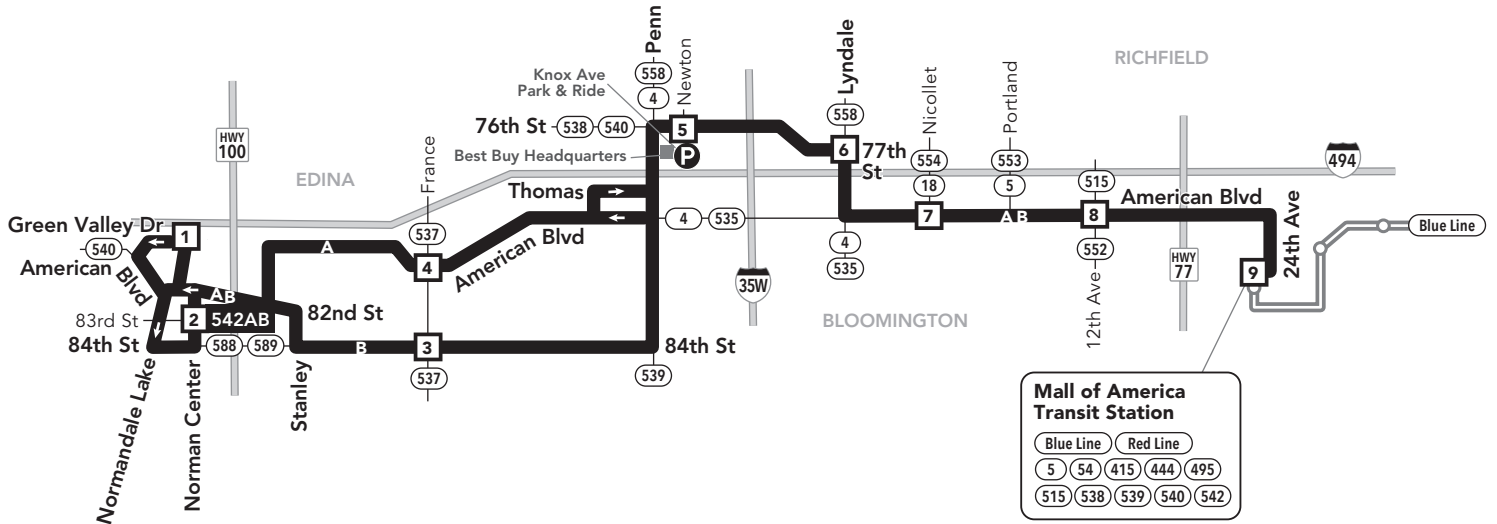 RICHFIELD
Penn
Newton
Lyndale
Nicollet
Portland
Knox Ave
Park & Ride
558
4
558
HWY
100
76th St
538
540
5
6
77th
St
554
18
553
5
494
Best Buy Headquarters
P
EDINA
France
Thomas
515
American Blvd
Green Valley Dr
1
540
American
Blvd
537
A
4
American Blvd
4
535
4
535
7
AB
8
552
HWY
77
24th Ave
9
Blue Line
35W
12th Ave
BLOOMINGTON
AB
2
542AB
83rd St
82nd St
84th St
588
589
B
3
84th St
537
539
Normandale Lake
Norman Center
Stanley
Mall of America
Transit Station
Blue Line
Red Line
5
54
415
444
495
515
538
539
540
542